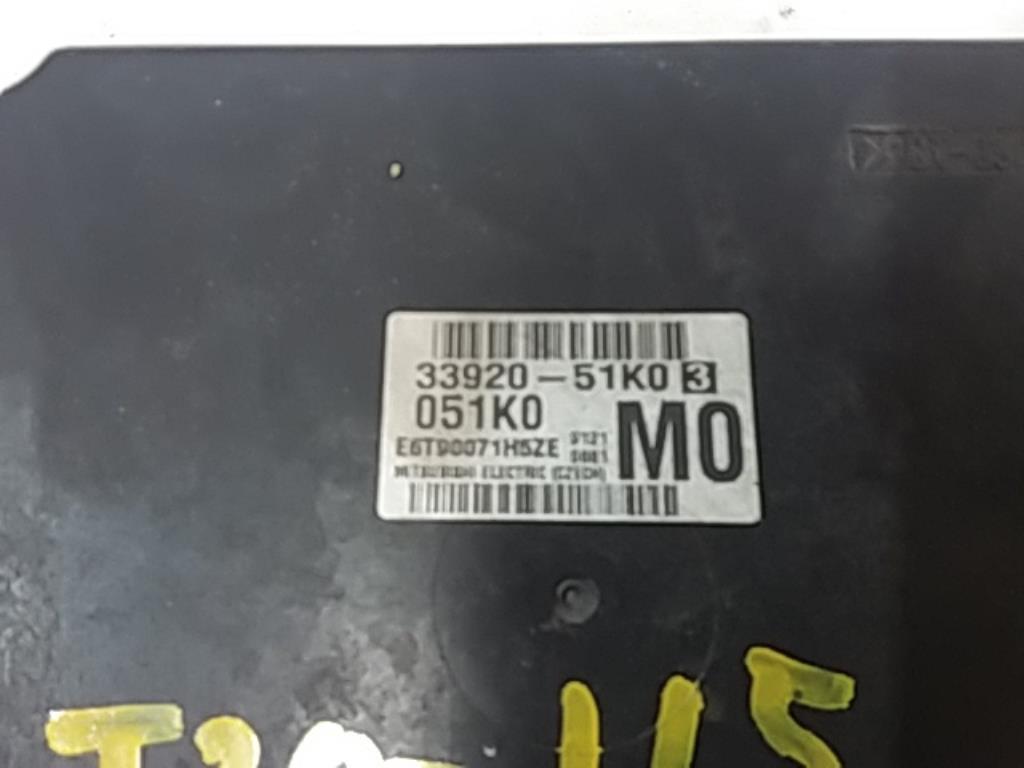 33920-51K0 3
051K0
M0
E6T90071H5ZE
MITSUBISHI ELECTRIC (CZECH)